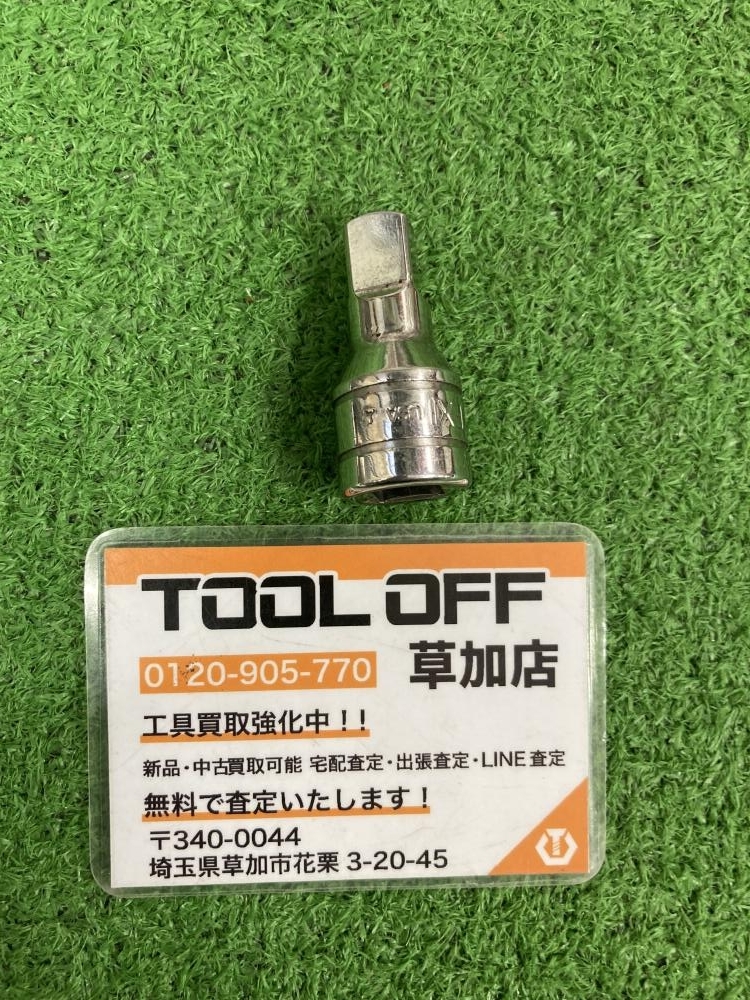 TOOL OFF
0120-905-770 草加店
工具買取強化中！！
新品・中古買取可能 宅配査定・出張査定・LINE査定
無料で査定いたします！
〒340-0044
埼玉県草加市花栗 3-20-45